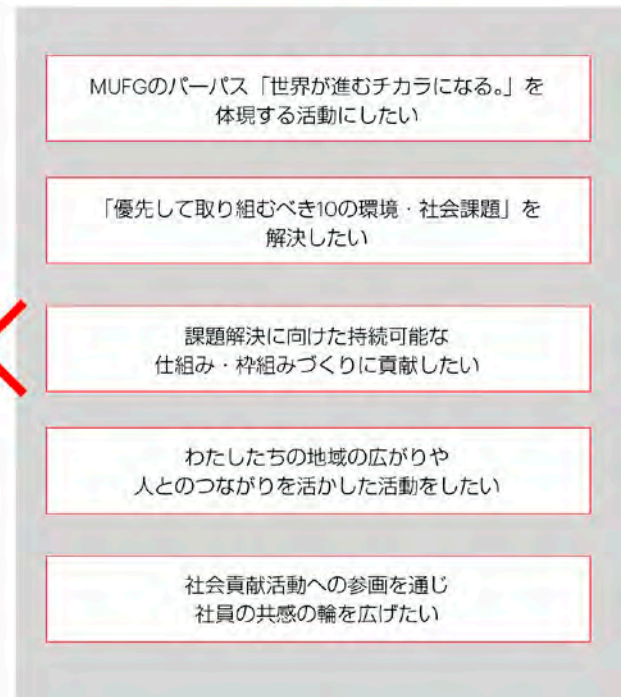 MUFGのパーパス「世界が進むチカラになる。」を
体現する活動にしたい
「優先して取り組むべき10の環境・社会課題」を
解決したい
課題解決に向けた持続可能な
仕組み・枠組みづくりに貢献したい
わたしたちの地域の広がりや
人とのつながりを活かした活動をしたい
社会貢献活動への参画を通じ
社員の共感の輪を広げたい